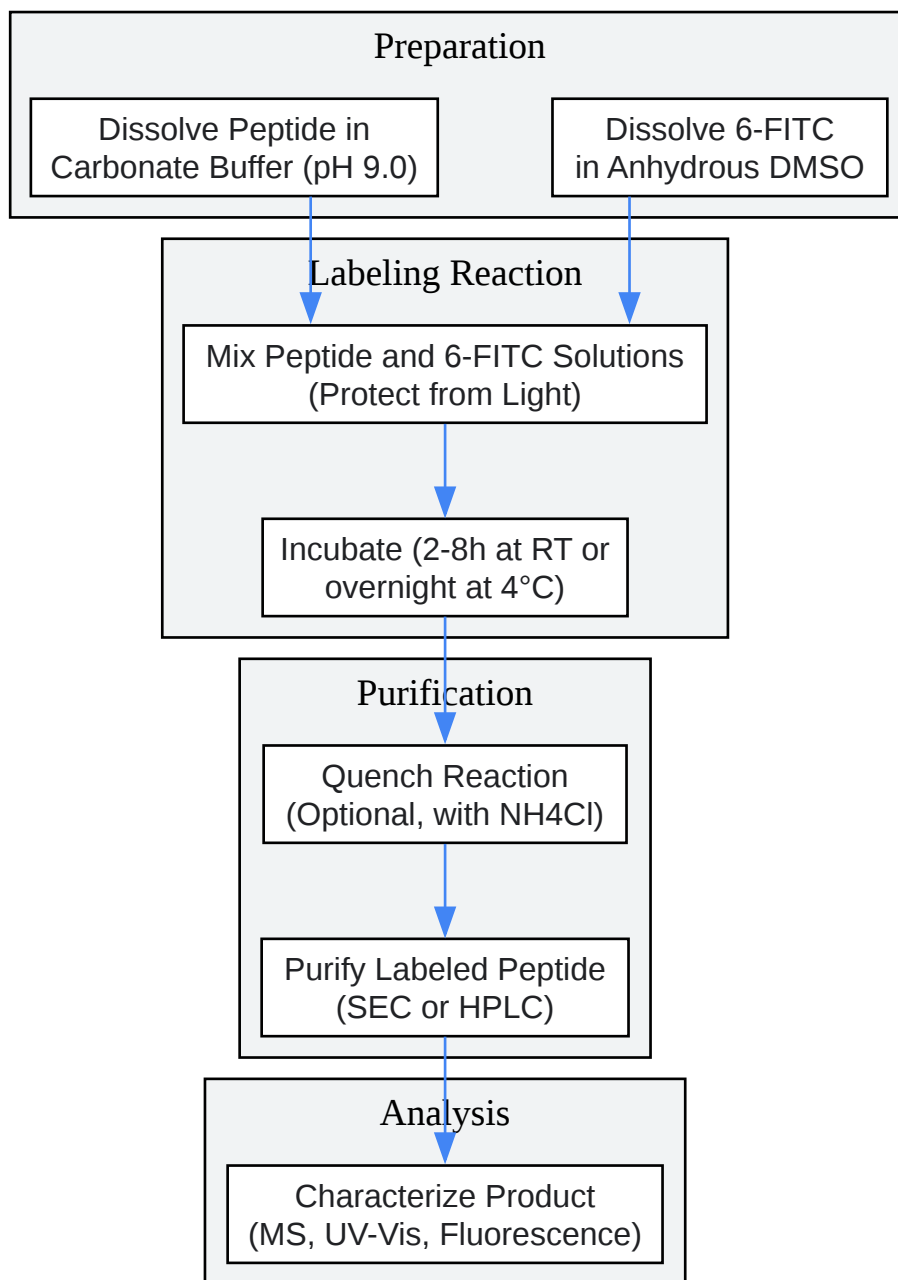 Preparation
Dissolve Peptide in
Carbonate Buffer (pH 9.0)
Dissolve 6-FITC
in Anhydrous DMSO
Labeling Reaction
Mix Peptide and 6-FITC Solutions
(Protect from Light)
Incubate (2-8h at RT or
overnight at 4°C)
Purification
Quench Reaction
(Optional, with NH4Cl)
Purify Labeled Peptide
(SEC or HPLC)
Analysis
Characterize Product
(MS, UV-Vis, Fluorescence)